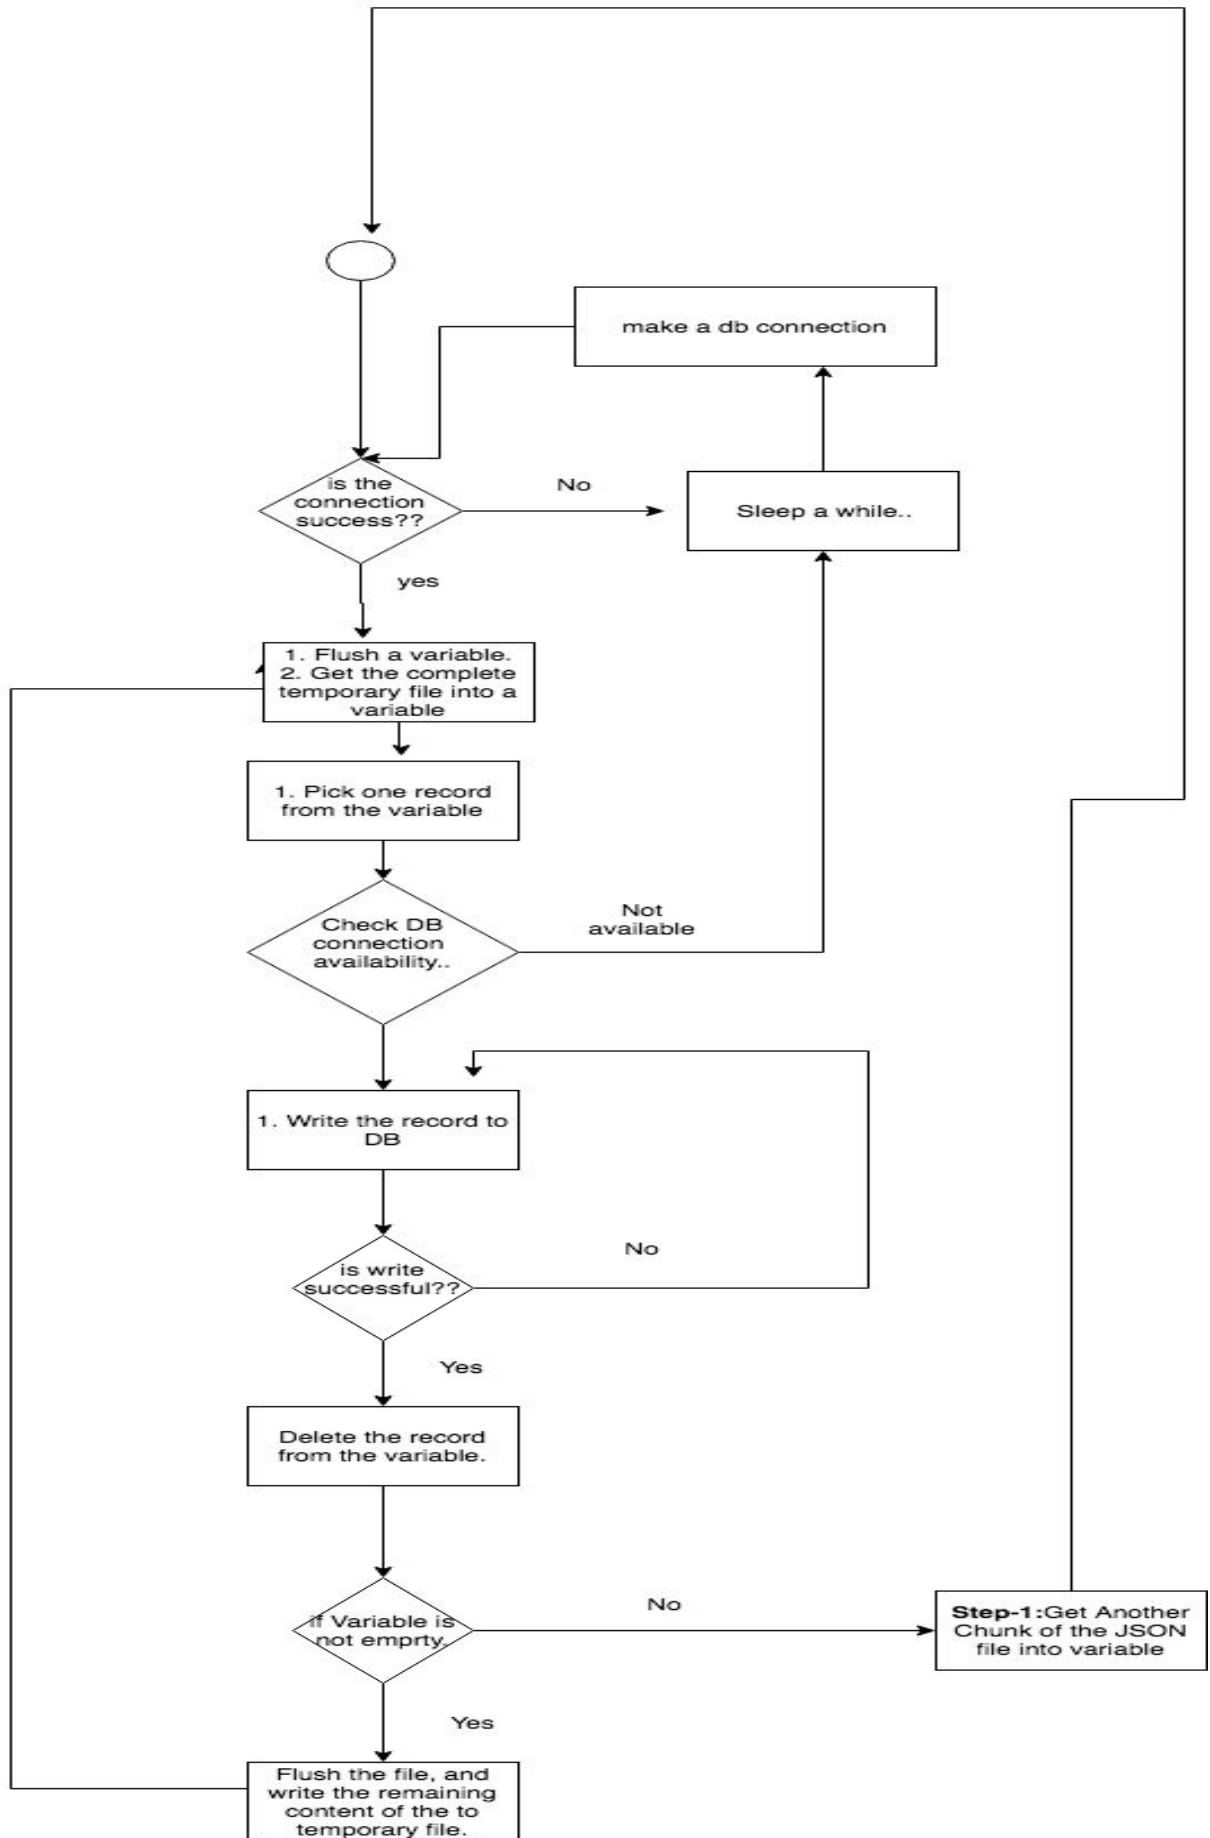 make a db connection
is the
connection
success??
No
Sleep a while..
yes
1. Flush a variable.
2. Get the complete
temporary file into a
variable
1. Pick one record
from the variable
Check DB
connection
availability..
Not
available
1. Write the record to
DB
is write
successful??
No
Yes
Delete the record
from the variable.
if Variable is
not emprty,
No
Step-1:Get Another
Chunk of the JSON
file into variable
Yes
Flush the file, and
write the remaining
content of the to
temporary file.